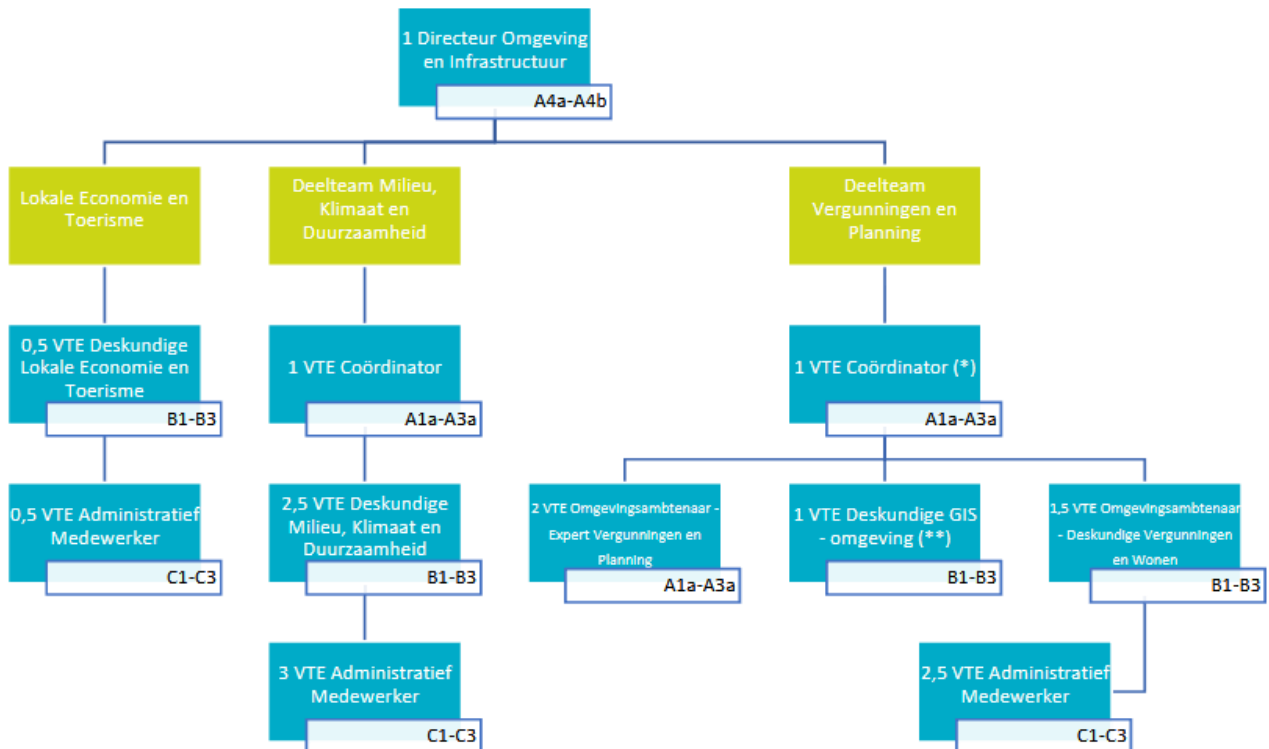 1 Directeur Omgeving
en Infrastructuur
A4a-A4b
Lokale Economie en
Toerisme
Deelteam Milieu,
Klimaat en
Duurzaamheid
Deelteam
Vergunningen en
Planning
0,5 VTE Deskundige
Lokale Economie en
Toerisme
B1-B3
1 VTE Coördinator
A1a-A3a
1 VTE Coördinator (*)
A1a-A3a
0,5 VTE Administratief
Medewerker
C1-C3
2,5 VTE Deskundige
Milieu, Klimaat en
Duurzaamheid
B1-B3
2 VTE Omgevingsambtenaar -
Expert Vergunningen en
Planning
A1a-A3a
1 VTE Deskundige GIS
- omgeving (**)
B1-B3
1,5 VTE Omgevingsambtenaar
- Deskundige Vergunningen
en Wonen
B1-B3
3 VTE Administratief
Medewerker
C1-C3
2,5 VTE Administratief
Medewerker
C1-C3